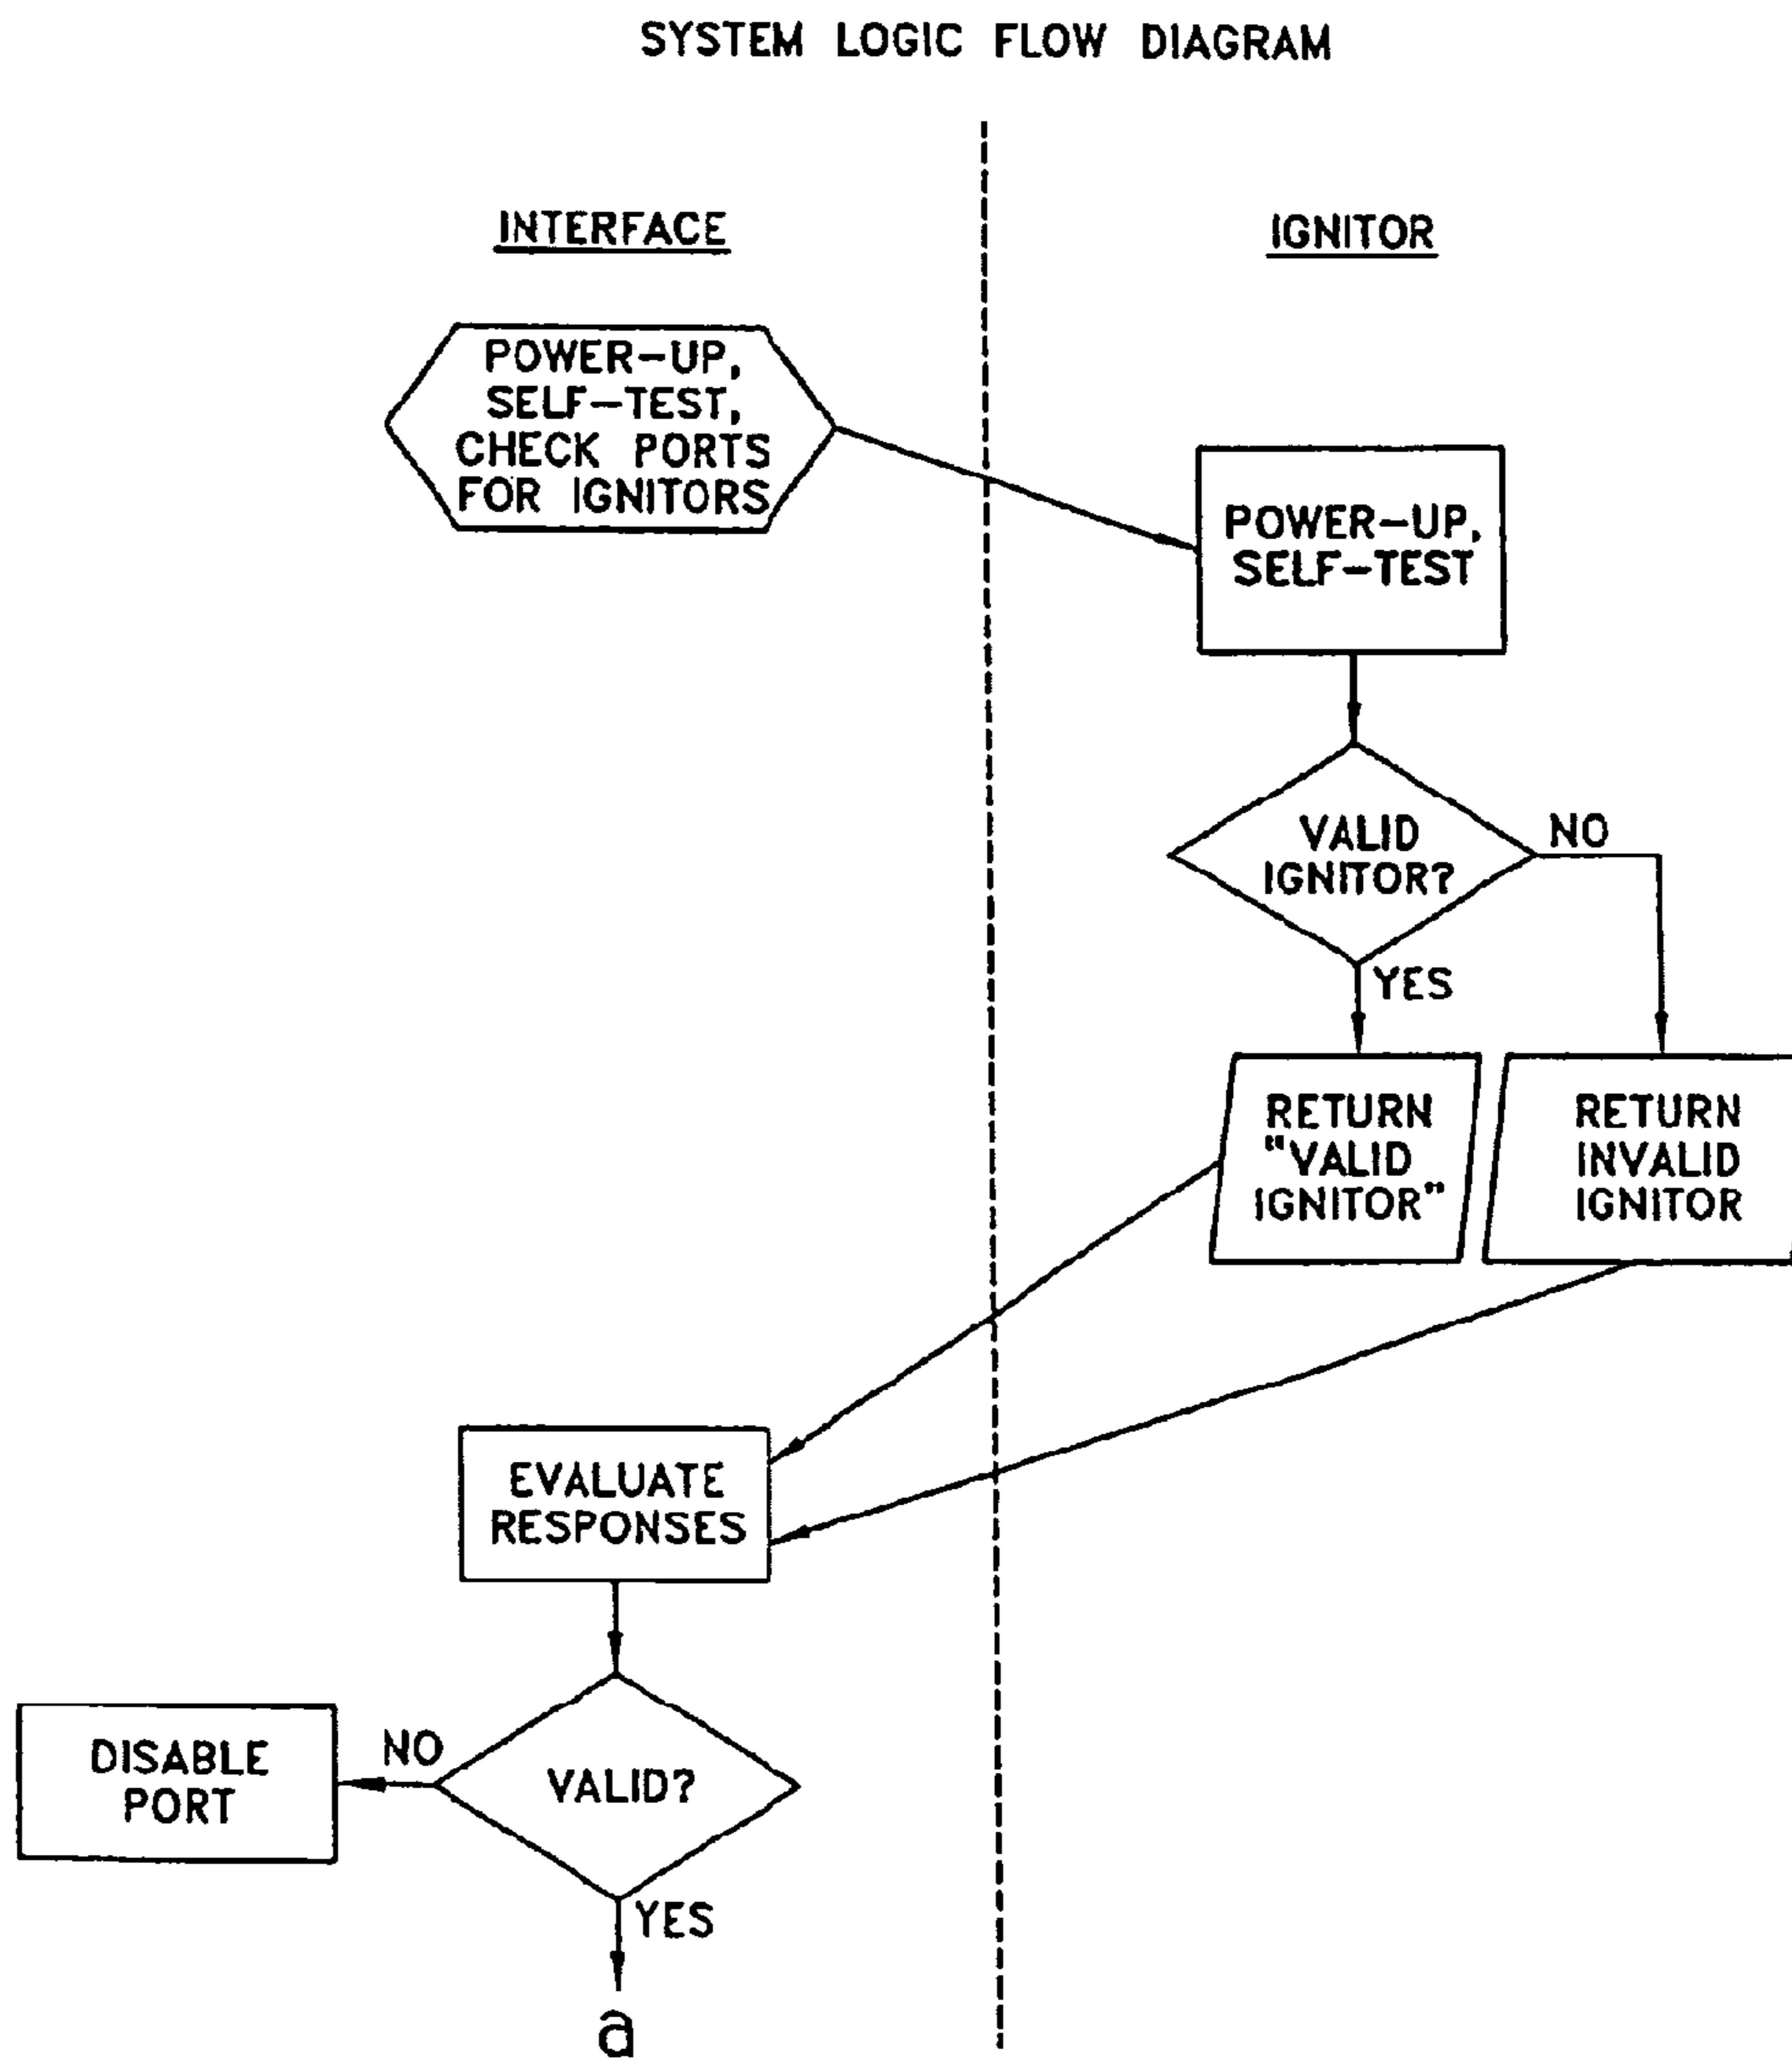 SYSTEM LOGIC FLOW DIAGRAM
INTERFACE
IGNITOR
POWER-UP,
SELF-TEST,
CHECK PORTS
FOR IGNITORS
POWER-UP,
SELF-TEST
VALID
IGNITOR?
NO
YES
RETURN
"VALID
IGNITOR"
RETURN
INVALID
IGNITOR
EVALUATE
RESPONSES
VALID?
NO
DISABLE
PORT
YES
a